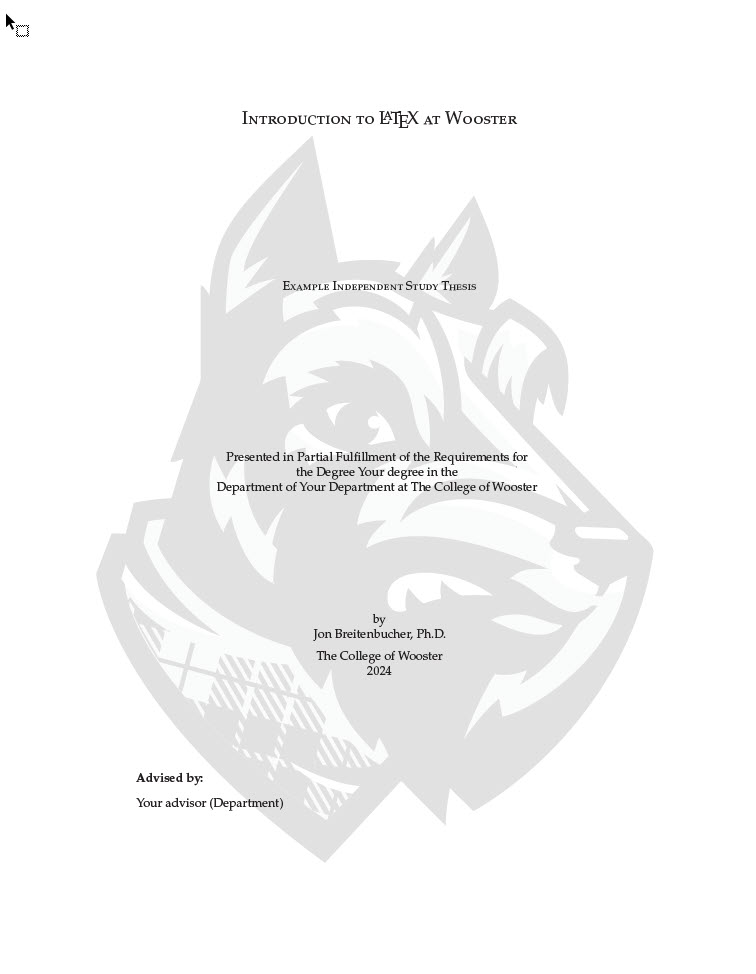 Introduction to LATEX at Wooster
Example Independent Study Thesis
Presented in Partial Fulfillment of the Requirements for
the Degree Your degree in the
Department of Your Department at The College of Wooster
by
Jon Breitenbucher, Ph.D.
The College of Wooster
2024
Advised by:
Your advisor (Department)